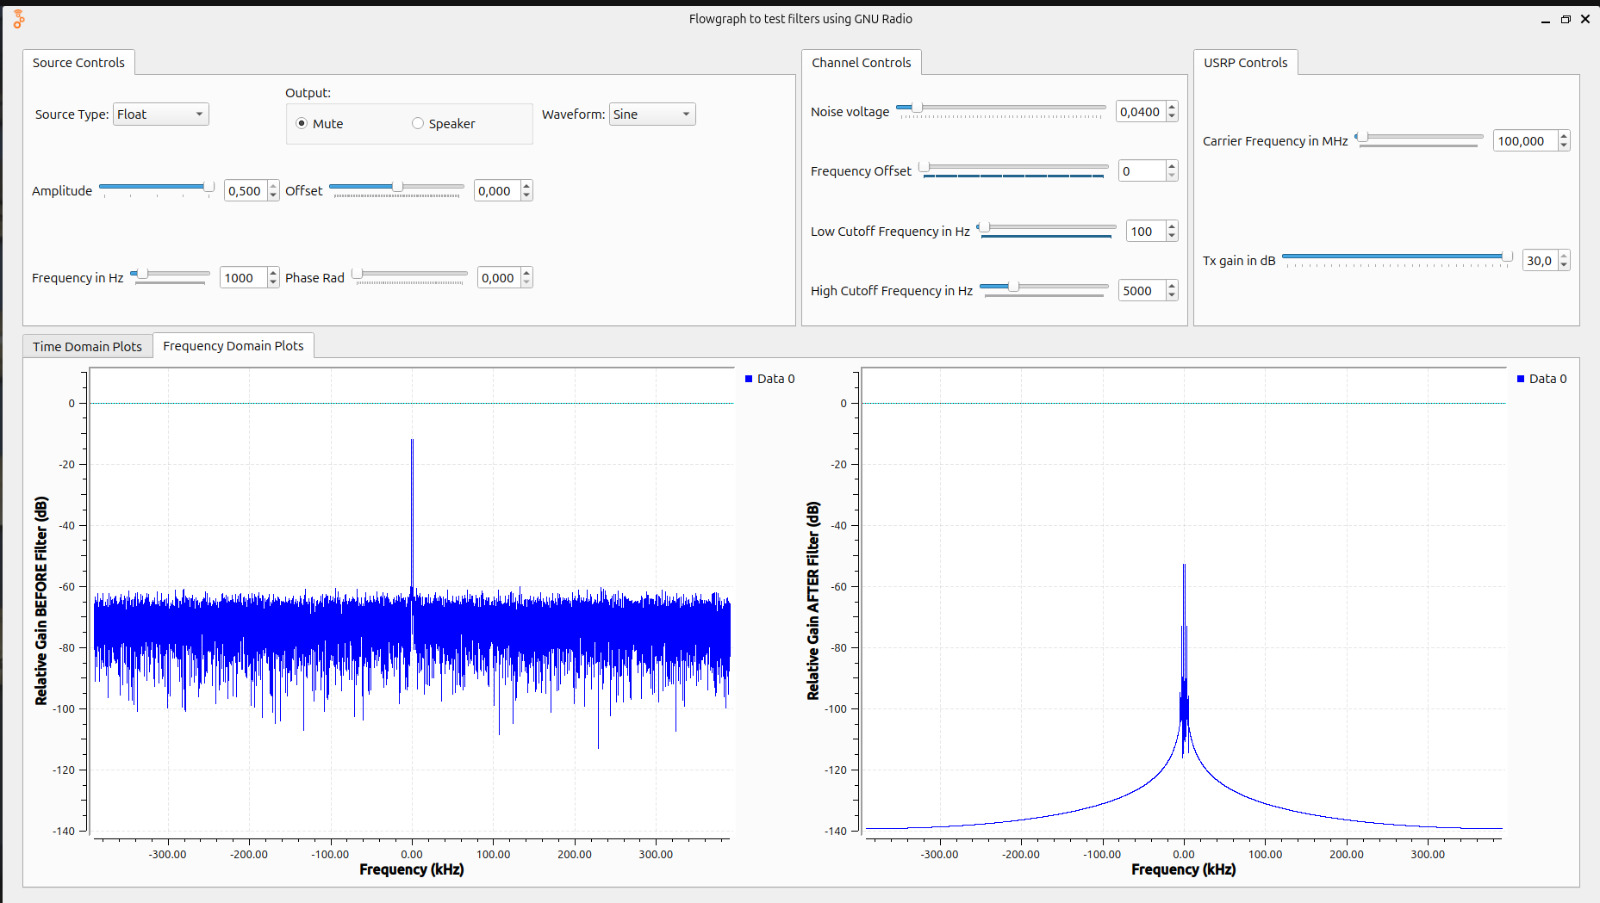 Flowgraph to test filters using GNU Radio
Source Controls
Source Type: Float
Output:
Mute
Speaker
Waveform: Sine
Amplitude 0,500
Offset 0,000
Frequency in Hz 1000
Phase Rad 0,000
Channel Controls
Noise voltage 0,0400
Frequency Offset 0
Low Cutoff Frequency in Hz 100
High Cutoff Frequency in Hz 5000
USRP Controls
Carrier Frequency in MHz 100,000
Tx gain in dB 30,0
Time Domain Plots
Frequency Domain Plots
Relative Gain BEFORE Filter (dB)
0
-20
-40
-60
-80
-100
-120
-140
-300.00 -200.00 -100.00 0.00 100.00 200.00 300.00
Frequency (kHz)
Data 0
Relative Gain AFTER Filter (dB)
0
-20
-40
-60
-80
-100
-120
-140
-300.00 -200.00 -100.00 0.00 100.00 200.00 300.00
Frequency (kHz)
Data 0